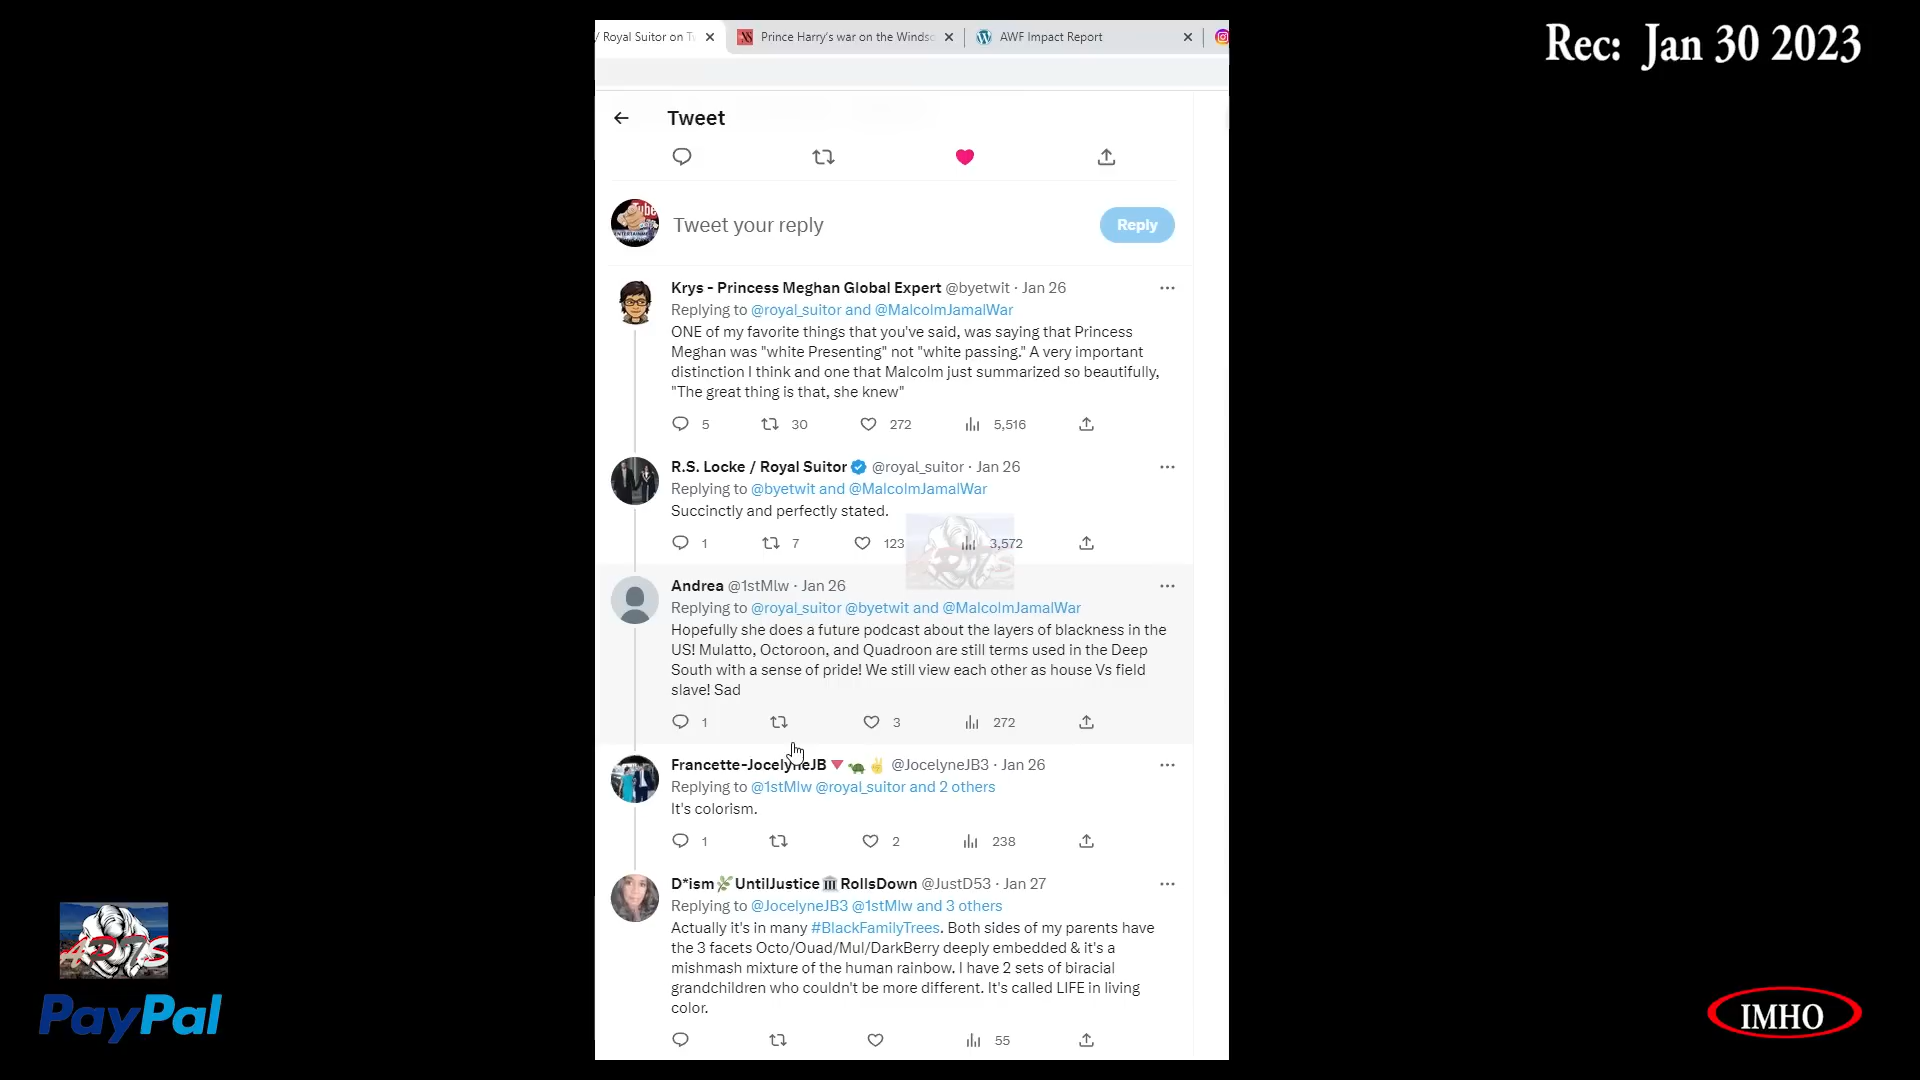 Rec: Jan 30 2023
/ Royal Suitor on Tw
Prince Harry's war on the Windso
AWF Impact Report
Tweet
Tweet your reply
Reply
Krys - Princess Meghan Global Expert @byetwit · Jan 26
Replying to @royal_suitor and @MalcolmJamalWar
ONE of my favorite things that you've said, was saying that Princess
Meghan was "white Presenting" not "white passing." A very important
distinction I think and one that Malcolm just summarized so beautifully,
"The great thing is that, she knew"
5 30 272 5,516
R.S. Locke / Royal Suitor @royal_suitor · Jan 26
Replying to @byetwit and @MalcolmJamalWar
Succinctly and perfectly stated.
1 7 123 3,572
Andrea @1stMlw · Jan 26
Replying to @royal_suitor @byetwit and @MalcolmJamalWar
Hopefully she does a future podcast about the layers of blackness in the
US! Mulatto, Octoroon, and Quadroon are still terms used in the Deep
South with a sense of pride! We still view each other as house Vs field
slave! Sad
1 3 272
Francette-JocelyneJB @JocelyneJB3 · Jan 26
Replying to @1stMlw @royal_suitor and 2 others
It's colorism.
1 2 238
D*ism UntilJustice RollsDown @JustD53 · Jan 27
Replying to @JocelyneJB3 @1stMlw and 3 others
Actually it's in many #BlackFamilyTrees. Both sides of my parents have
the 3 facets Octo/Ouad/Mul/DarkBerry deeply embedded & it's a
mishmash mixture of the human rainbow. I have 2 sets of biracial
grandchildren who couldn't be more different. It's called LIFE in living
color.
55
PayPal
IMHO